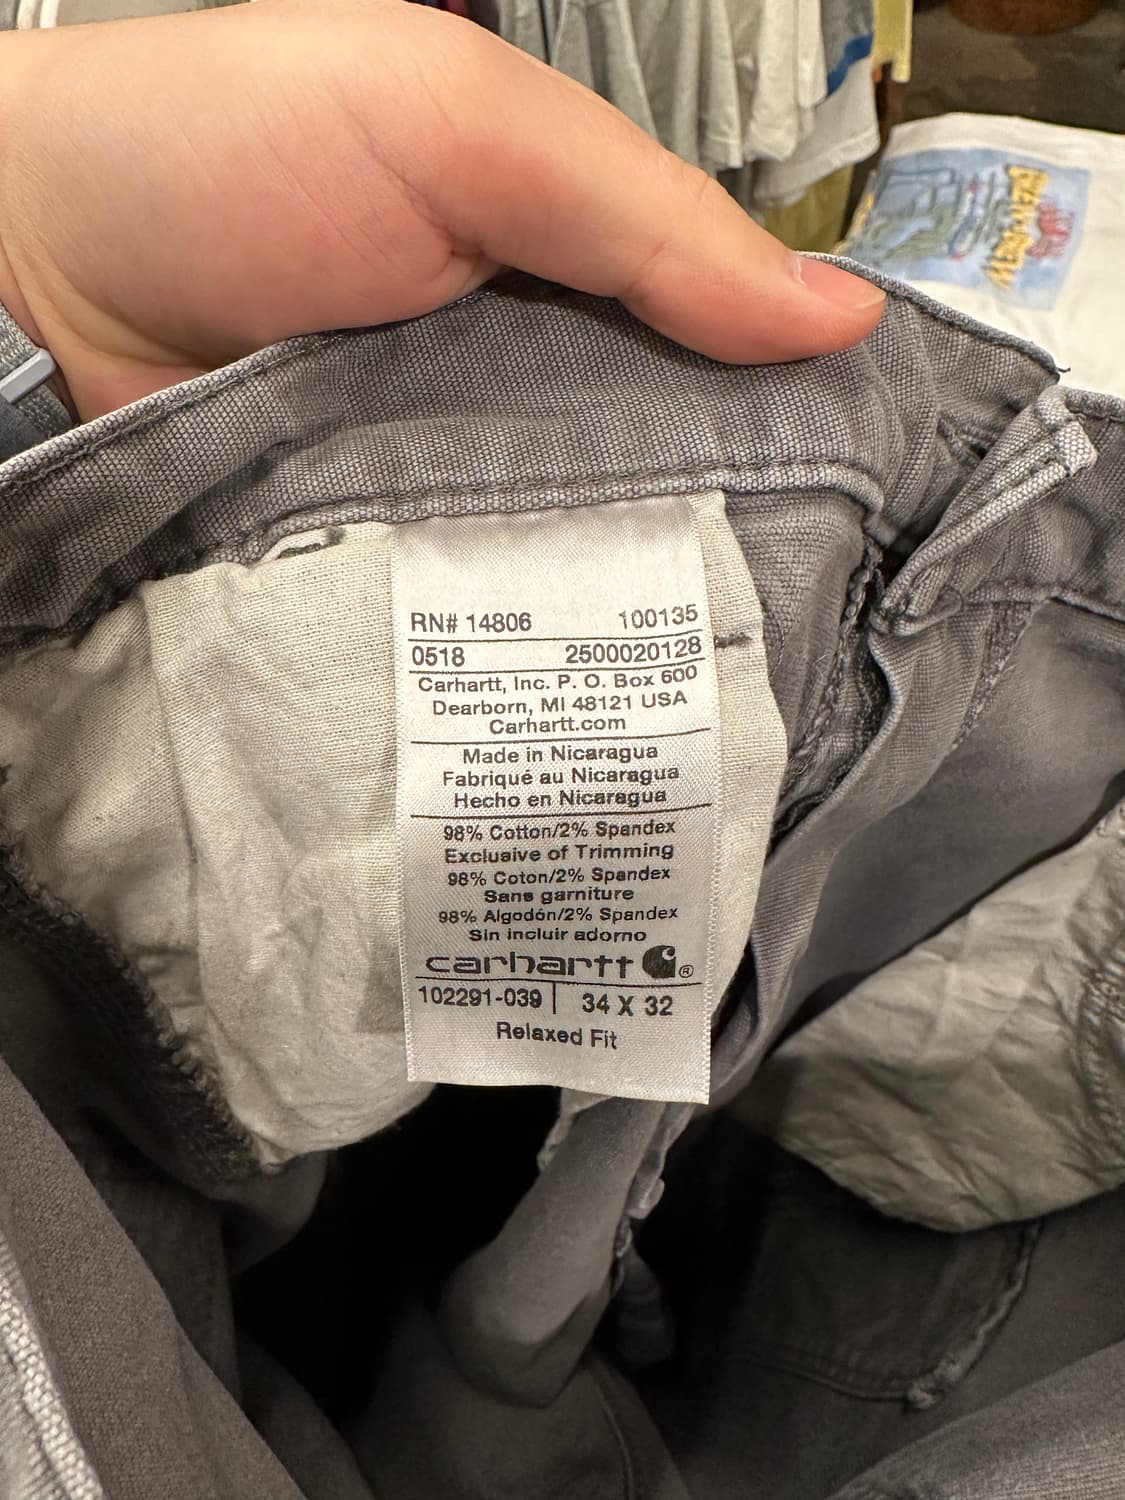 RN# 14806 100135
0518 2500020128
Carhartt, Inc. P. O. Box 600
Dearborn, MI 48121 USA
Carhartt.com
Made in Nicaragua
Fabriqué au Nicaragua
Hecho en Nicaragua
98% Cotton/2% Spandex
Exclusive of Trimming
98% Coton/2% Spandex
Sans garniture
98% Algodón/2% Spandex
Sin incluir adorno
carhartt ®
102291-039 | 34 X 32
Relaxed Fit